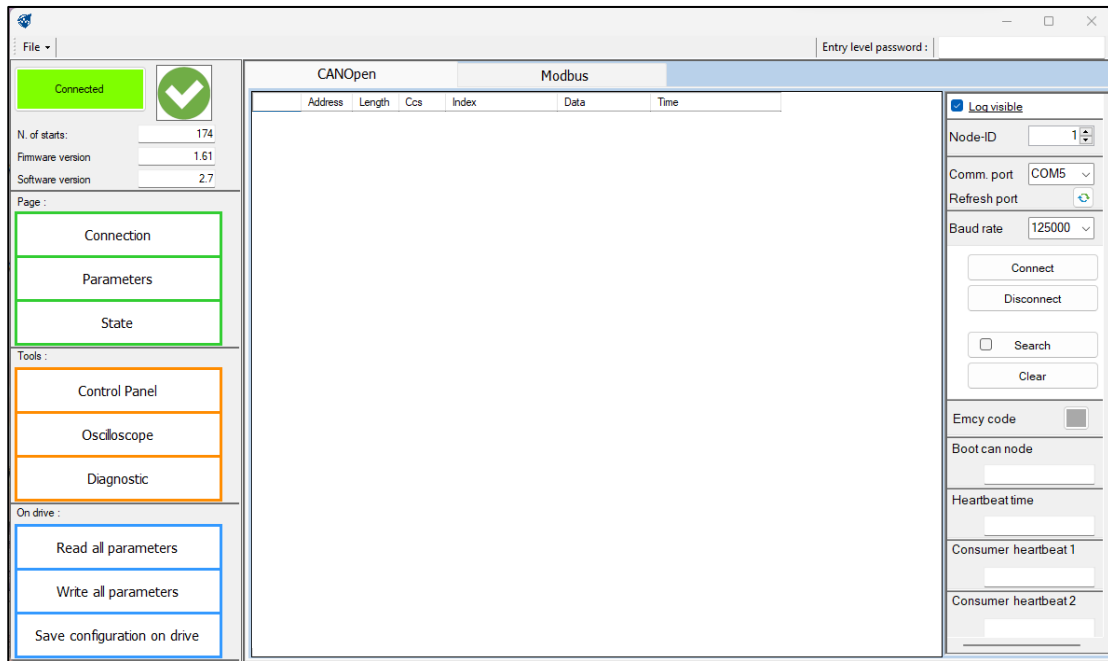 File
Entry level password :
Connected
N. of starts: 174
Firmware version 1.61
Software version 2.7
Page :
Connection
Parameters
State
Tools :
Control Panel
Oscilloscope
Diagnostic
On drive :
Read all parameters
Write all parameters
Save configuration on drive
CANOpen Modbus
Address Length Ccs Index Data Time
Log visible
Node-ID 1
Comm. port COM5
Refresh port
Baud rate 125000
Connect
Disconnect
Search
Clear
Emcy code
Boot can node
Heartbeat time
Consumer heartbeat 1
Consumer heartbeat 2